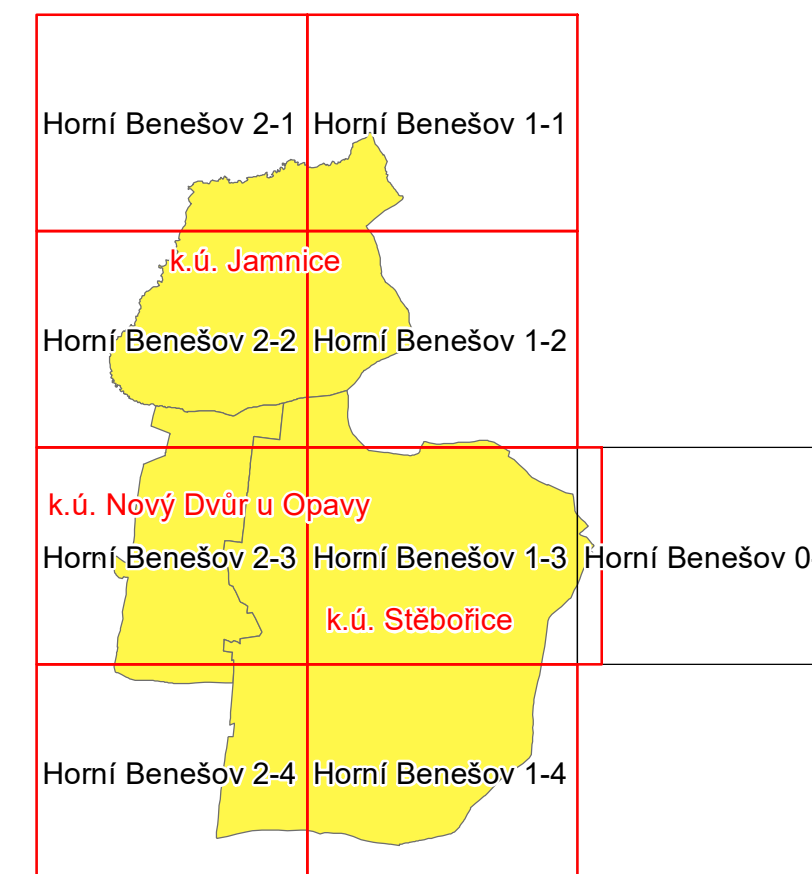 Horní Benešov 2-1
Horní Benešov 1-1
k.ú. Jamnice
Horní Benešov 2-2
Horní Benešov 1-2
k.ú. Nový Dvůr u Opavy
Horní Benešov 2-3
Horní Benešov 1-3
Horní Benešov 0
k.ú. Stěbořice
Horní Benešov 2-4
Horní Benešov 1-4